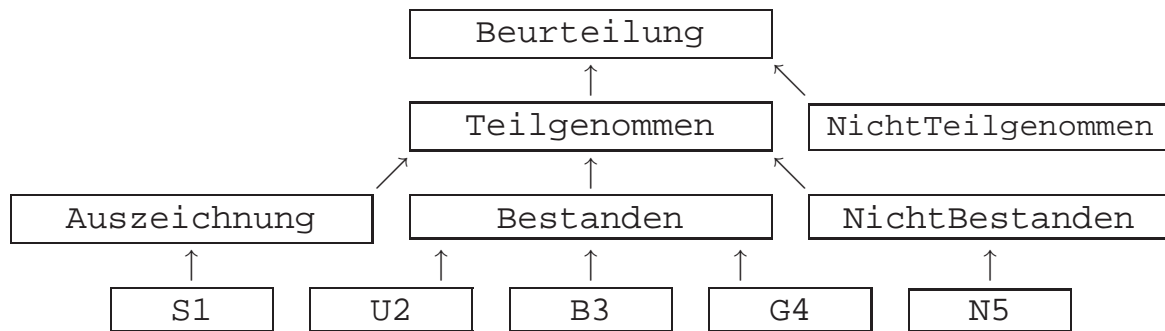 Beurteilung
Teilgenommen
NichtTeilgenommen
Auszeichnung
Bestanden
NichtBestanden
S1
U2
B3
G4
N5